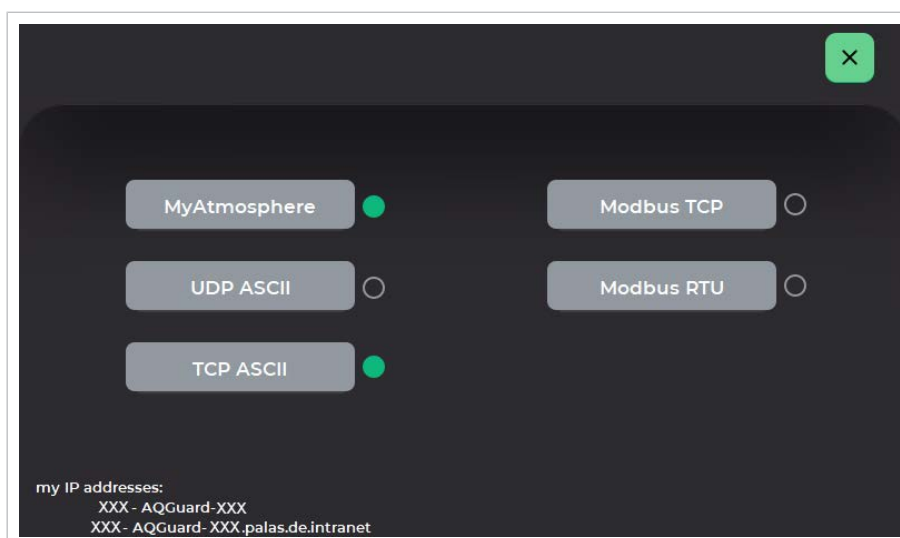 MyAtmosphere
Modbus TCP
UDP ASCII
Modbus RTU
TCP ASCII
my IP addresses:
XXX - AQGuard-XXX
XXX - AQGuard-XXX.palas.de.intranet